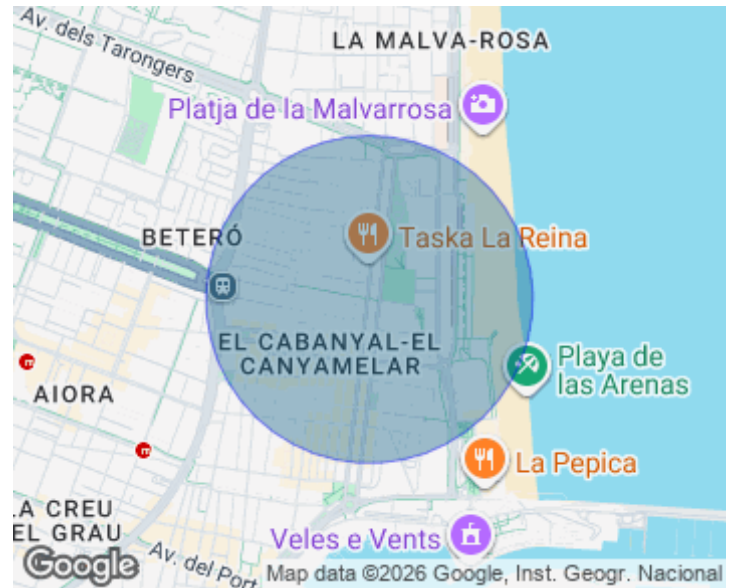 Av. dels Tarongers
LA MALVA-ROSA
Platja de la Malvarrosa
BETERÓ
Taska La Reina
EL CABANYAL-EL
CANYAMELAR
Playa de
las Arenas
AIORA
m
m
La Pepica
LA CREU
EL GRAU
Veles e Vents
Av. del Port
Google
Map data ©2026 Google, Inst. Geogr. Nacional